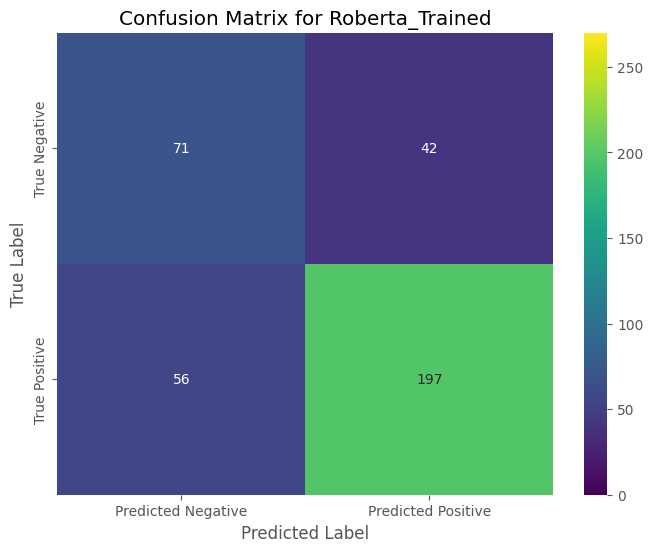 Confusion Matrix for Roberta_Trained
True Label
True Negative
True Positive
71
42
56
197
Predicted Negative
Predicted Positive
Predicted Label
250
200
150
100
50
0